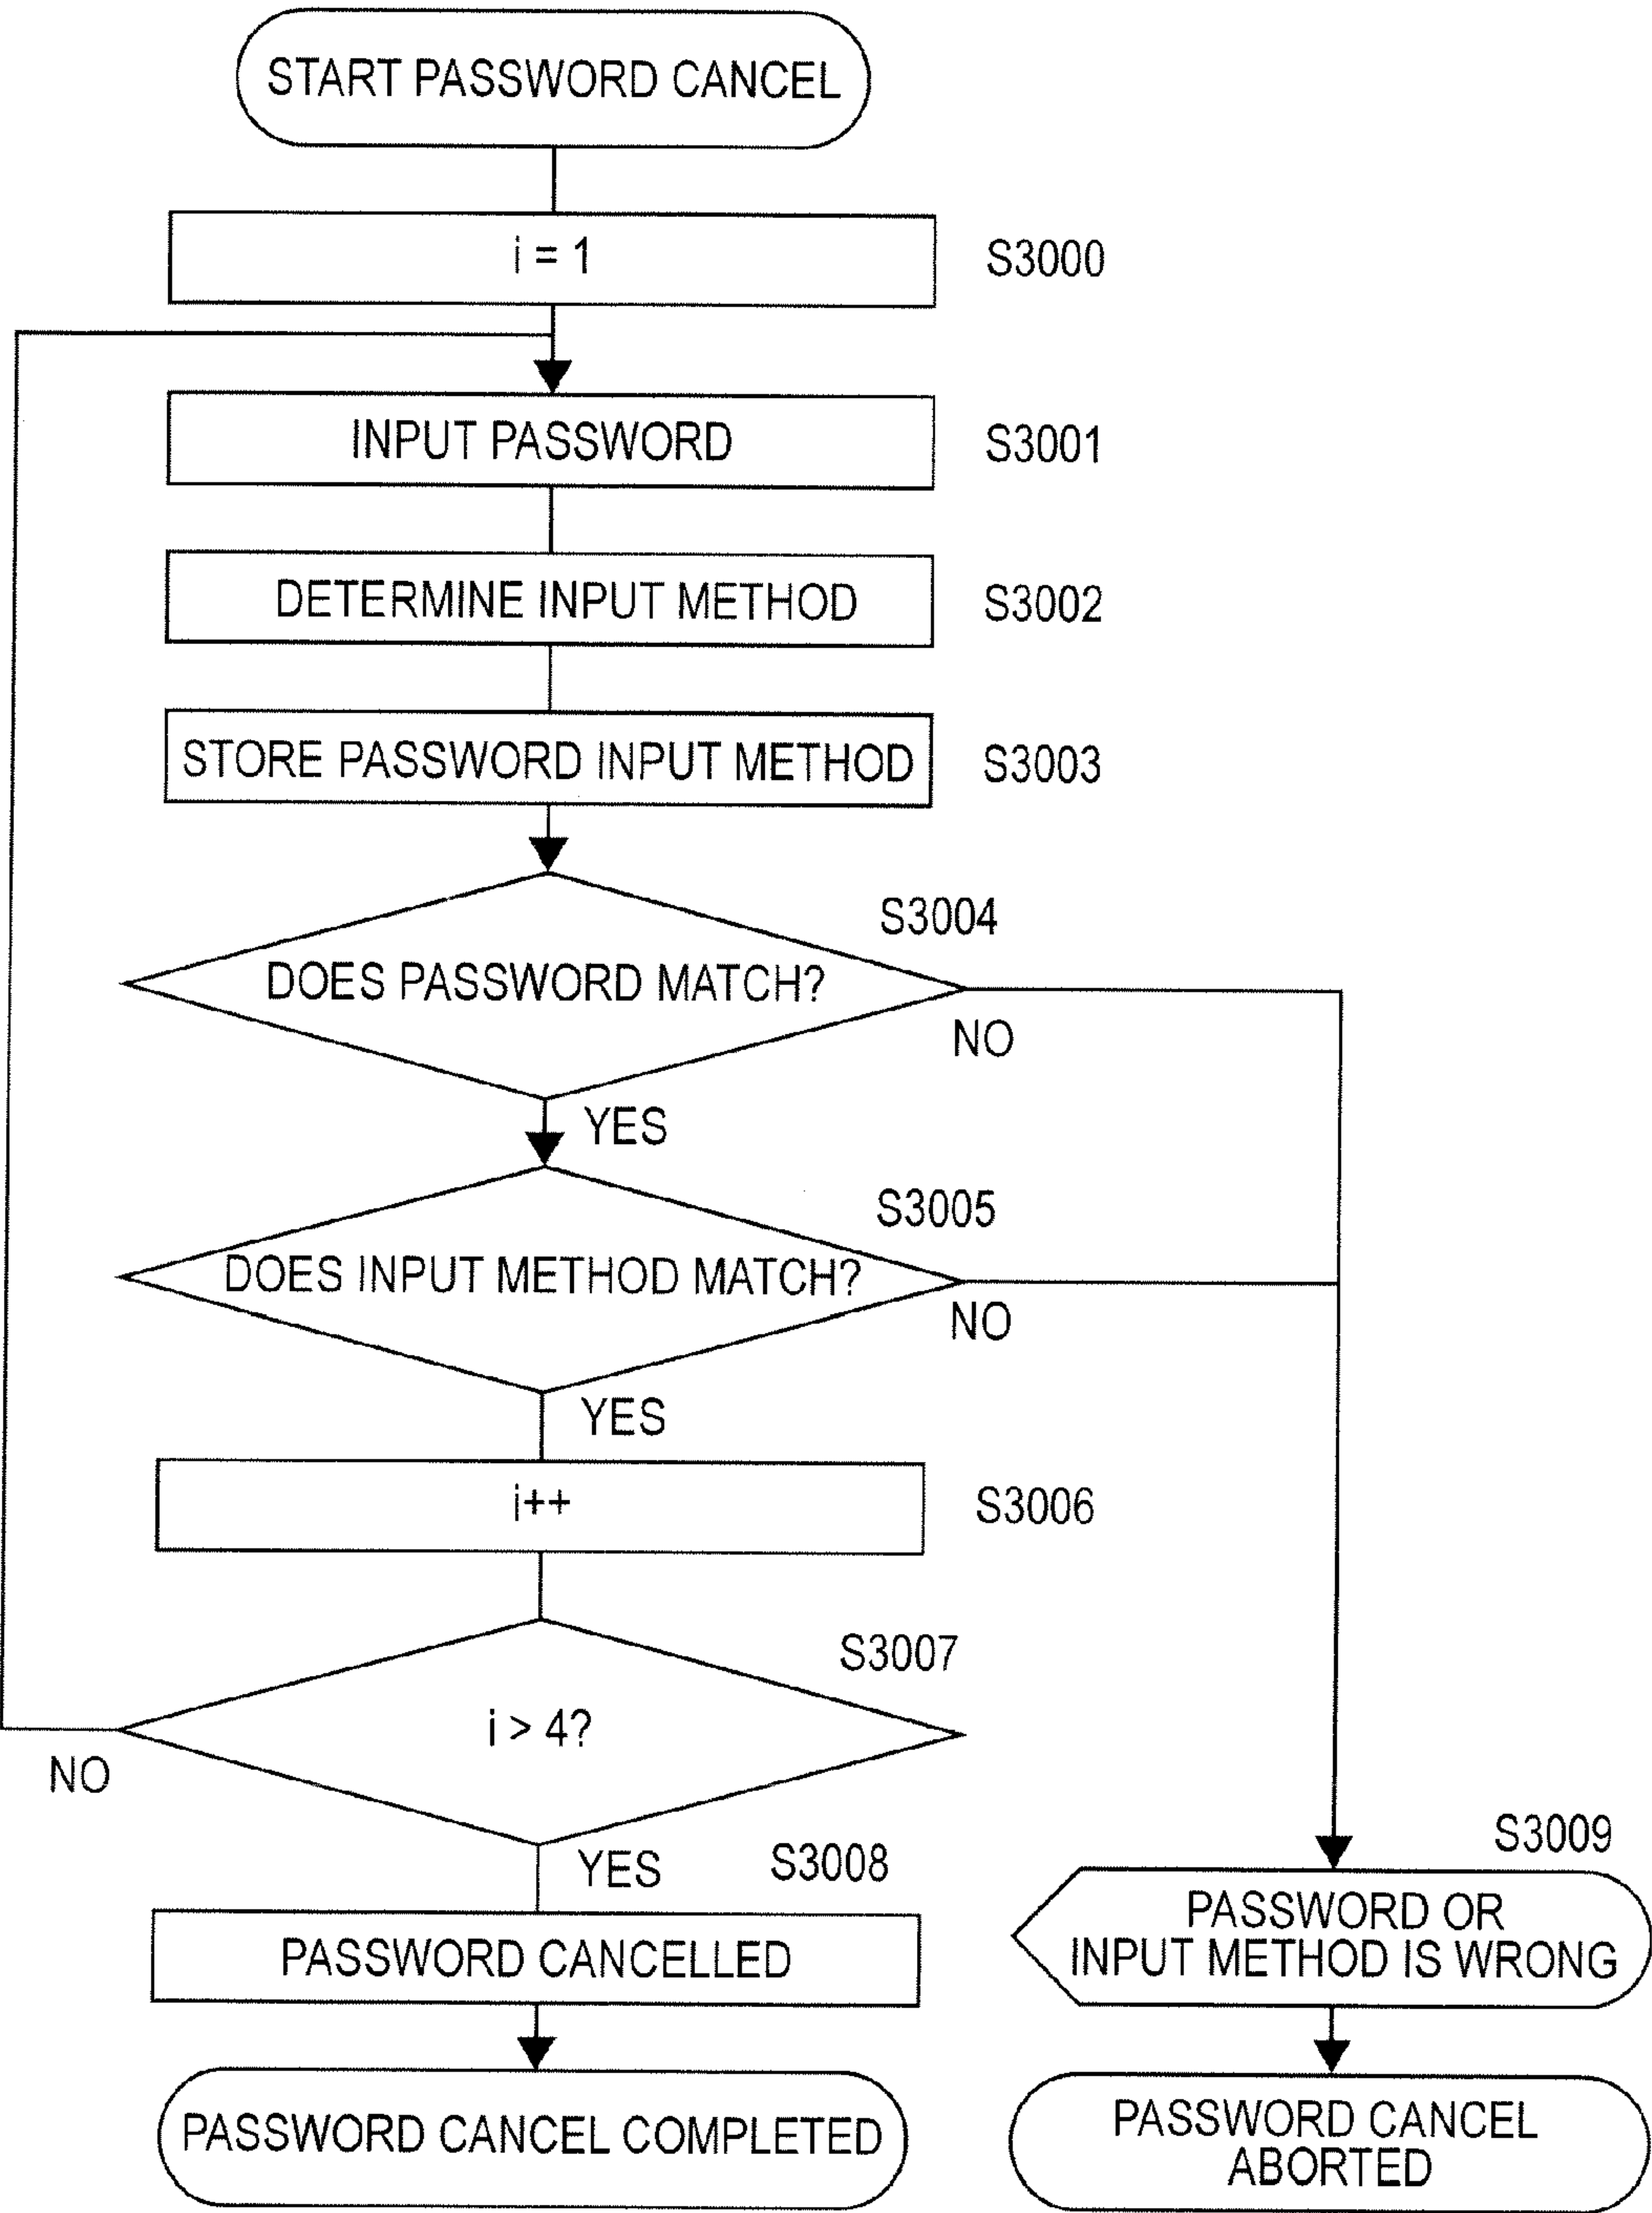 START PASSWORD CANCEL
i = 1
S3000
INPUT PASSWORD
S3001
DETERMINE INPUT METHOD
S3002
STORE PASSWORD INPUT METHOD
S3003
S3004
DOES PASSWORD MATCH?
NO
YES
S3005
DOES INPUT METHOD MATCH?
NO
YES
i++
S3006
S3007
i > 4?
NO
YES
S3008
S3009
PASSWORD CANCELLED
PASSWORD OR
INPUT METHOD IS WRONG
PASSWORD CANCEL COMPLETED
PASSWORD CANCEL
ABORTED